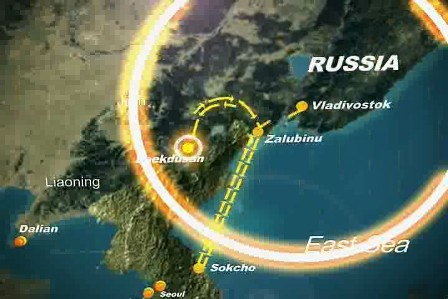 RUSSIA
Vladivostok
Zalubinu
Baekdusan
Liaoning
Dalian
East Sea
Sokcho
Seoul